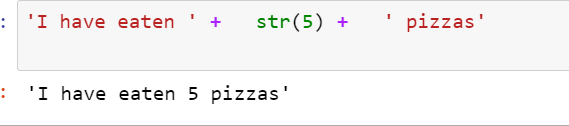 : 'I have eaten ' +   str(5) +   ' pizzas'
: 'I have eaten 5 pizzas'